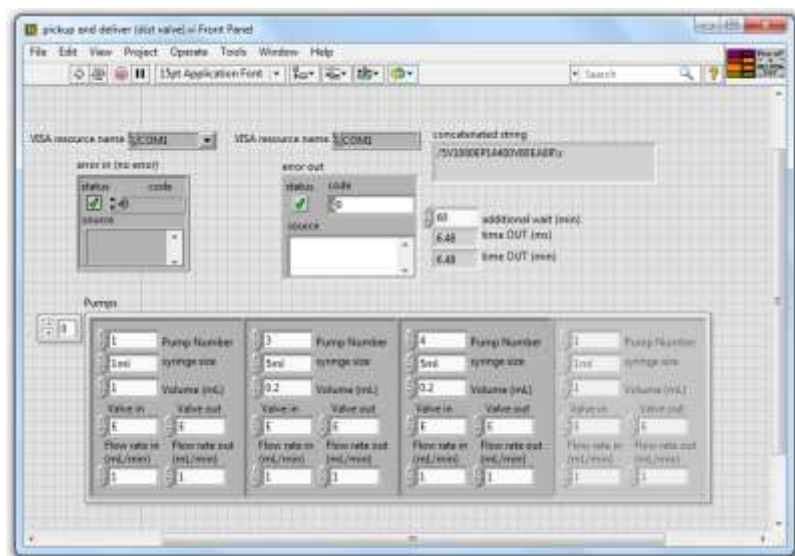 pickup and deliver (dist valve).vi Front Panel
File Edit View Project Operate Tools Window Help
15pt Application Font
Search
VISA resource name COM1
VISA resource name COM1
concatenated string
error in (no error)
status code
source
error out
status code
0
source
60 additional wait (min)
6.48 time OUT (ms)
6.48 time OUT (min)
Pumps
0
1 Pump Number
1ml syringe size
1 Volume (mL)
Valve in Valve out
E E
Flow rate in (mL/min) Flow rate out (mL/min)
1 1
3 Pump Number
5ml syringe size
0.2 Volume (mL)
Valve in Valve out
E E
Flow rate in (mL/min) Flow rate out (mL/min)
1 1
4 Pump Number
5ml syringe size
0.2 Volume (mL)
Valve in Valve out
E E
Flow rate in (mL/min) Flow rate out (mL/min)
1 1
1 Pump Number
1ml syringe size
1 Volume (mL)
Valve in Valve out
E E
Flow rate in (mL/min) Flow rate out (mL/min)
1 1